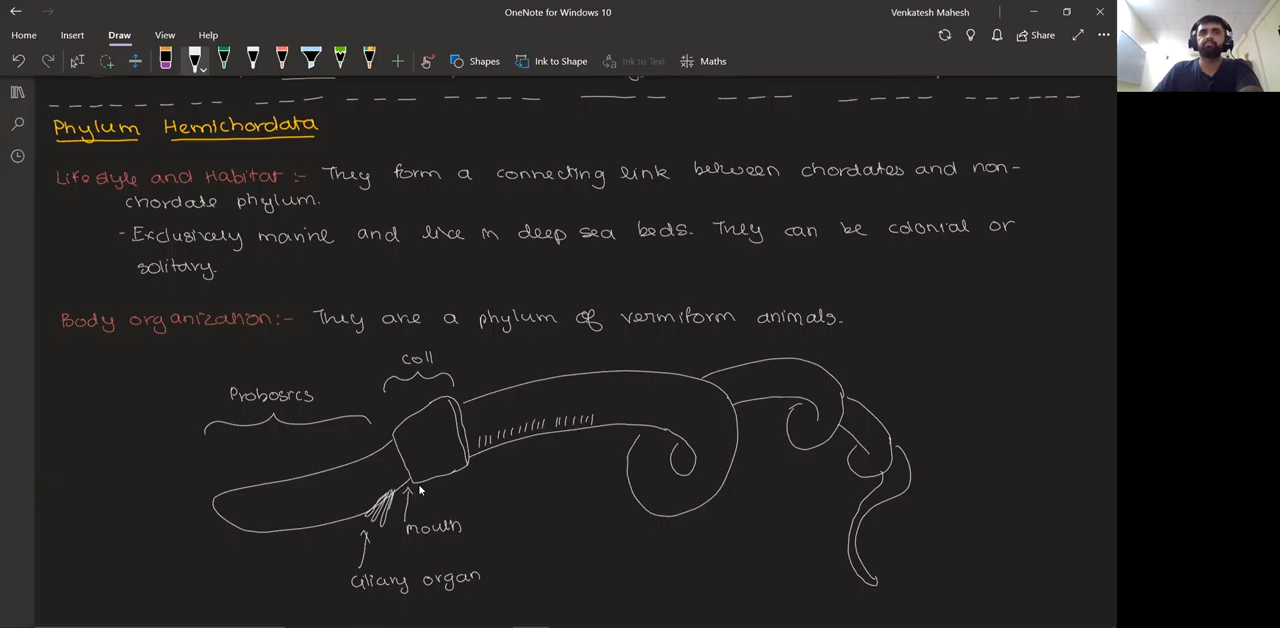 OneNote for Windows 10
Venkatesh Mahesh
Home Insert Draw View Help
Share
Shapes Ink to Shape Ink to Text Maths
Phylum Hemichordata
Lifestyle and Habitat :- They form a connecting link between chordates and non-
chordate phylum.
- Exclusively marine and live in deep sea beds. They can be colonial or
solitary.
Body organization :- They are a phylum of vermiform animals.
Coll
Proboscis
Mouth
Ciliary organ